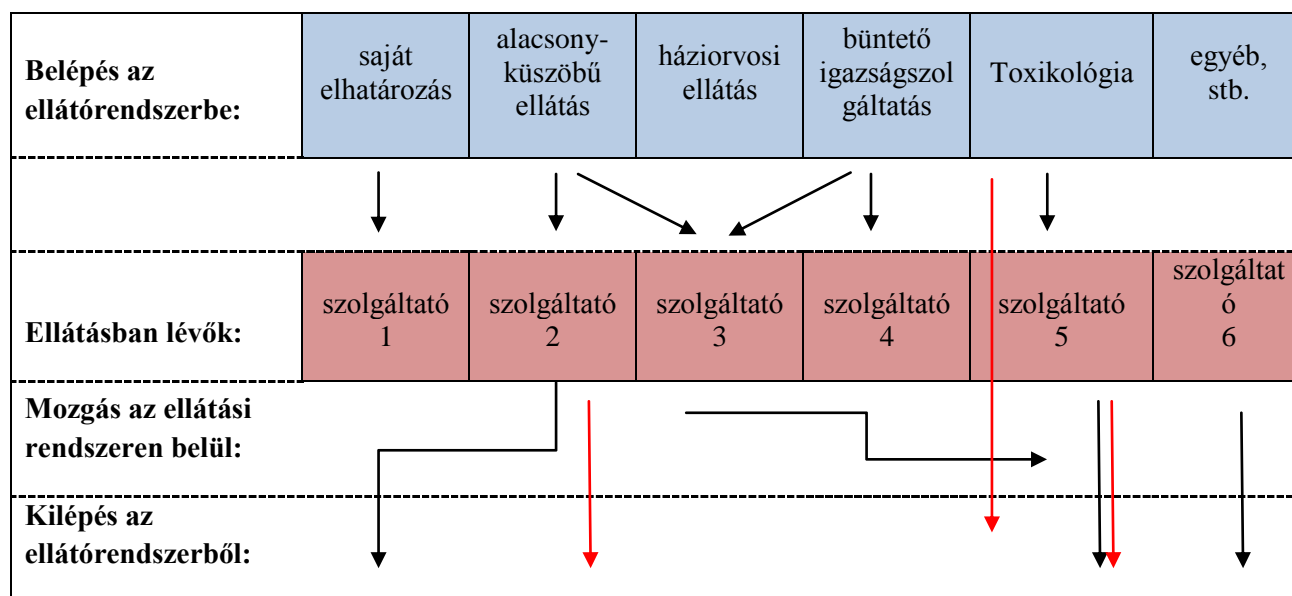 Belépés az
ellátórendszerbe:
saját
elhatározás
alacsony-
küszöbű
ellátás
háziorvosi
ellátás
büntető
igazságszol
gáltatás
Toxikológia
egyéb,
stb.
Ellátásban lévők:
szolgáltató
1
szolgáltató
2
szolgáltató
3
szolgáltató
4
szolgáltató
5
szolgáltat
ó
6
Mozgás az ellátási
rendszeren belül:
Kilépés az
ellátórendszerből: